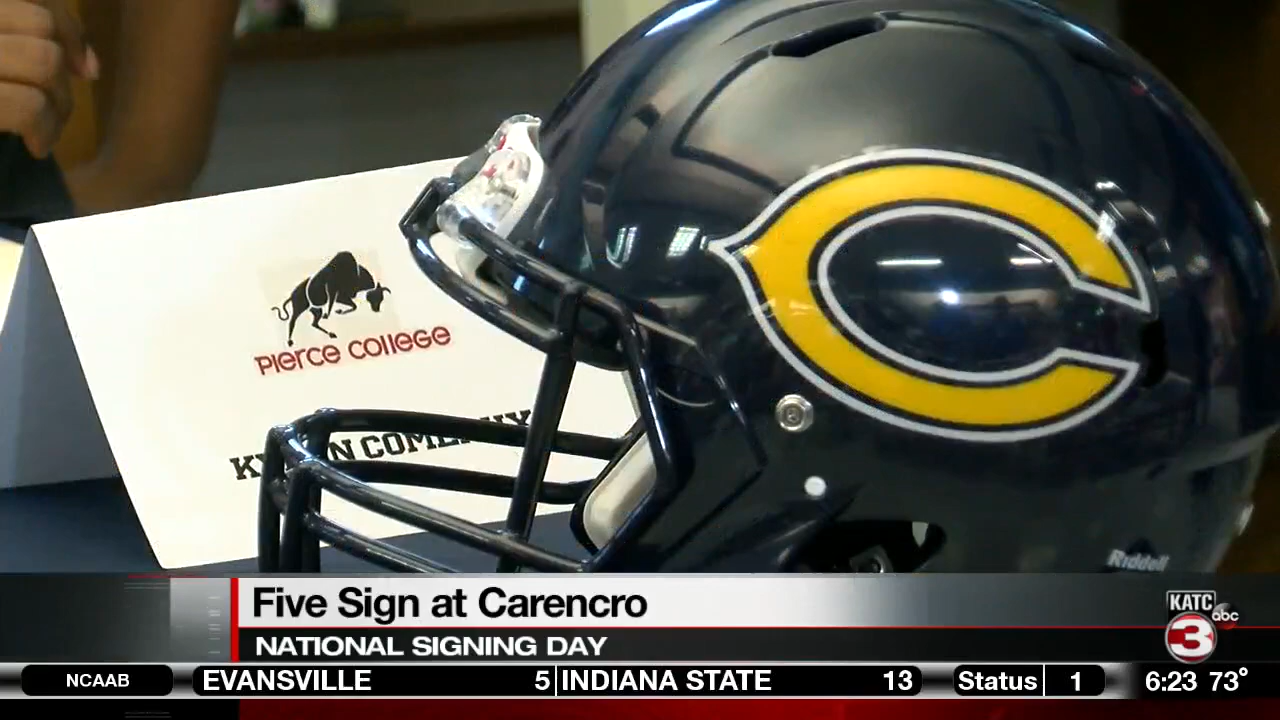 PIERCE COLLEGE
C
Riddell
Five Sign at Carencro
NATIONAL SIGNING DAY
KATC
abc
3
NCAAB EVANSVILLE 5 INDIANA STATE 13 Status 1 6:23 73°